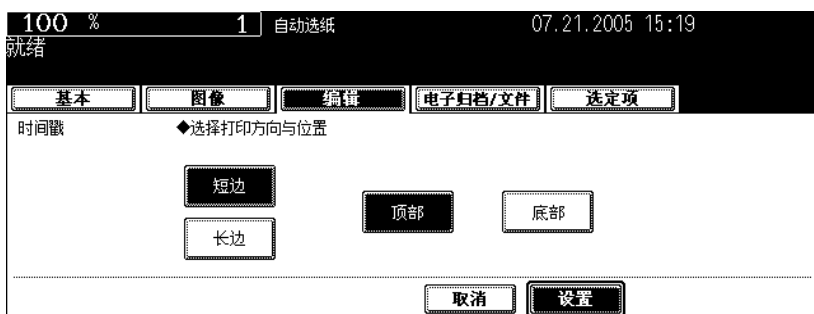 100 % 1 自动选纸 07.21.2005 15:19
就绪
基本 图像 编辑 电子归档/文件 选定项
时间戳 ◆选择打印方向与位置
短边
顶部 底部
长边
取消 设置